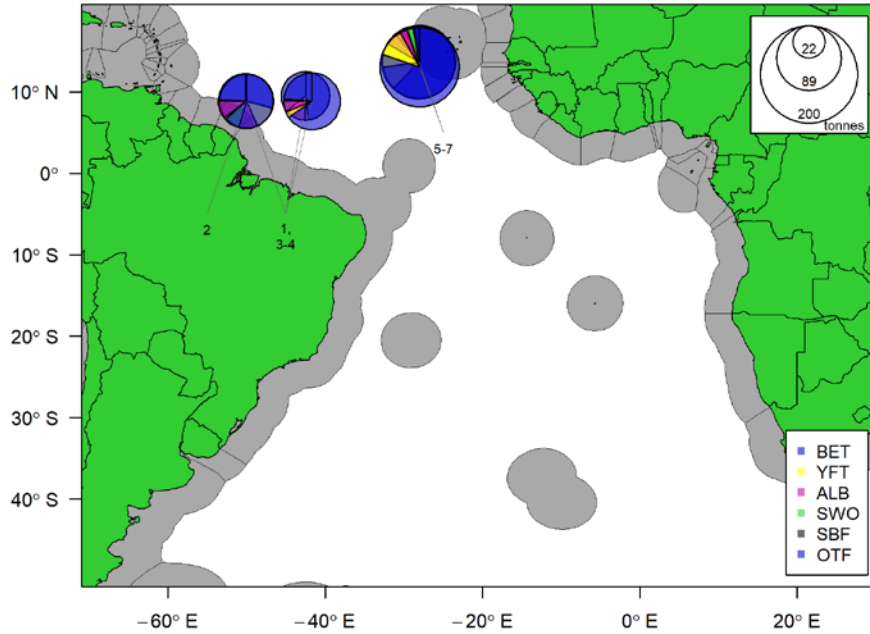 22
89
200
tonnes
10° N
0°
10° S
20° S
30° S
40° S
5-7
2
1,
3-4
BET
YFT
ALB
SWO
SBF
OTF
−60° E
−40° E
−20° E
0° E
20° E